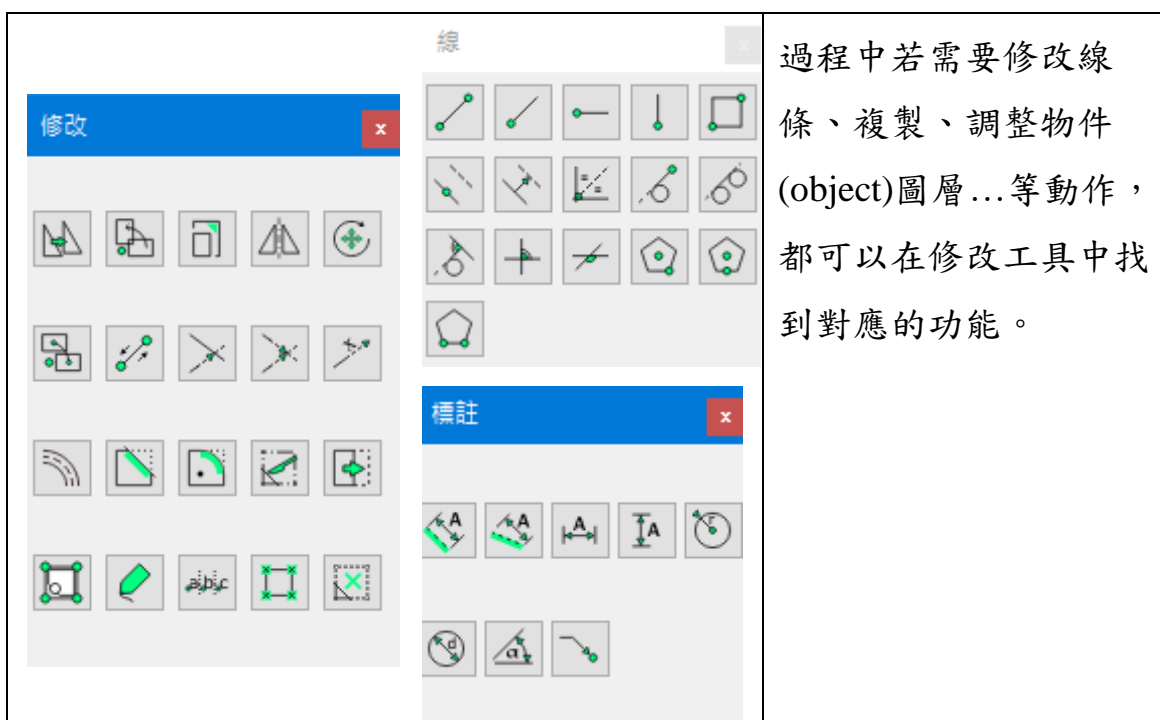 修改
x
線
x
標註
x
A
A
A
A
r
d
α
a b c
過程中若需要修改線
條、複製、調整物件
(object)圖層…等動作，
都可以在修改工具中找
到對應的功能。